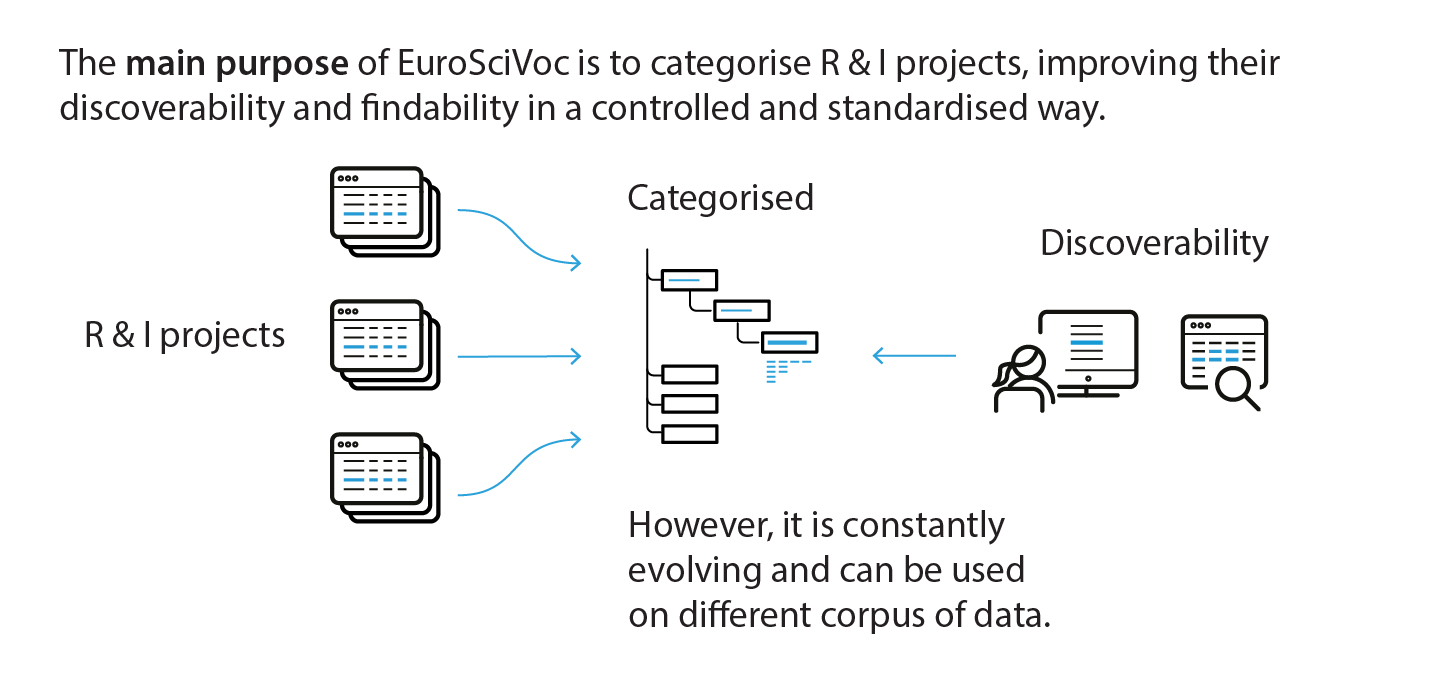 The main purpose of EuroSciVoc is to categorise R & I projects, improving their
discoverability and findability in a controlled and standardised way.
Categorised
Discoverability
R & I projects
However, it is constantly
evolving and can be used
on different corpus of data.